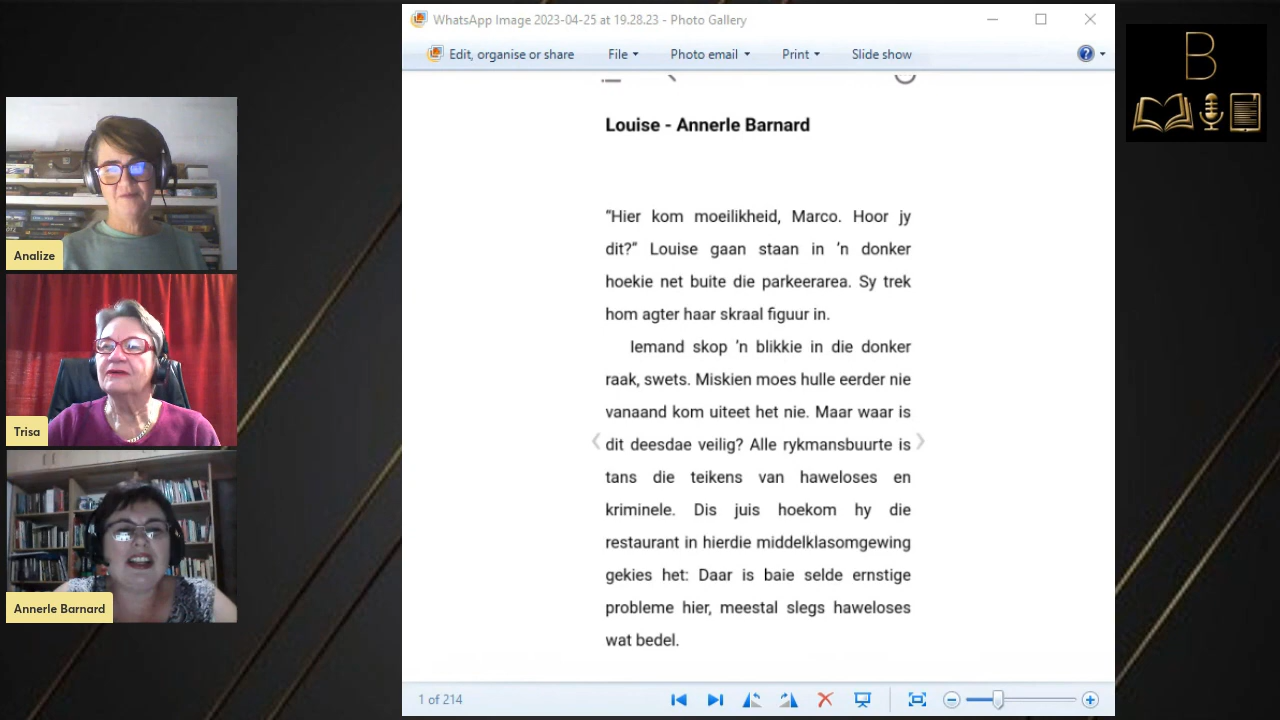 WhatsApp Image 2023-04-25 at 19.28.23 - Photo Gallery
Edit, organise or share File Photo email Print Slide show
B
Louise - Annerle Barnard
“Hier kom moeilikheid, Marco. Hoor jy
dit?” Louise gaan staan in ’n donker
hoekie net buite die parkeerarea. Sy trek
hom agter haar skraal figuur in.
Iemand skop ’n blikkie in die donker
raak, swets. Miskien moes hulle eerder nie
vanaand kom uiteet het nie. Maar waar is
dit deesdae veilig? Alle rykmansbuurte is
tans die teikens van haweloses en
kriminele. Dis juis hoekom hy die
restaurant in hierdie middelklasomgewing
gekies het: Daar is baie selde ernstige
probleme hier, meestal slegs haweloses
wat bedel.
1 of 214
Analize
Trisa
Annerle Barnard